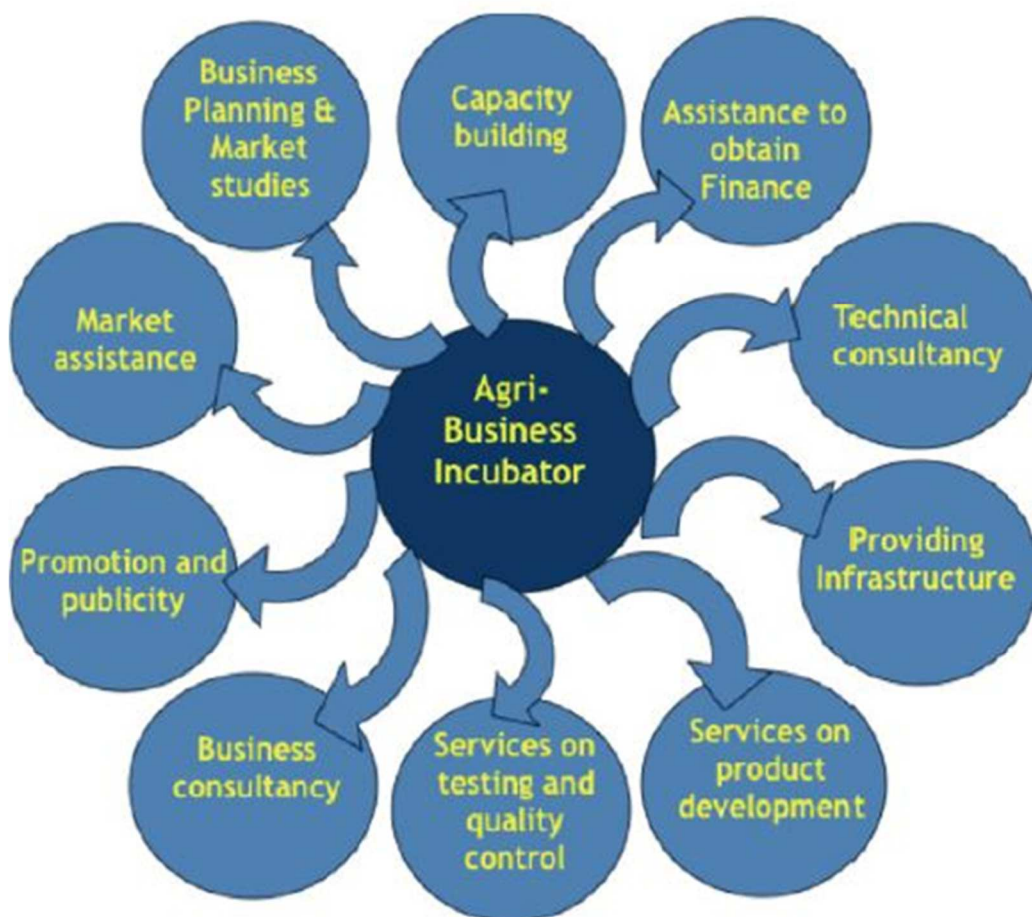 Business
Planning &
Market
studies
Capacity
building
Assistance to
obtain
Finance
Technical
consultancy
Providing
Infrastructure
Services on
product
development
Services on
testing and
quality
control
Business
consultancy
Promotion and
publicity
Market
assistance
Agri-
Business
Incubator